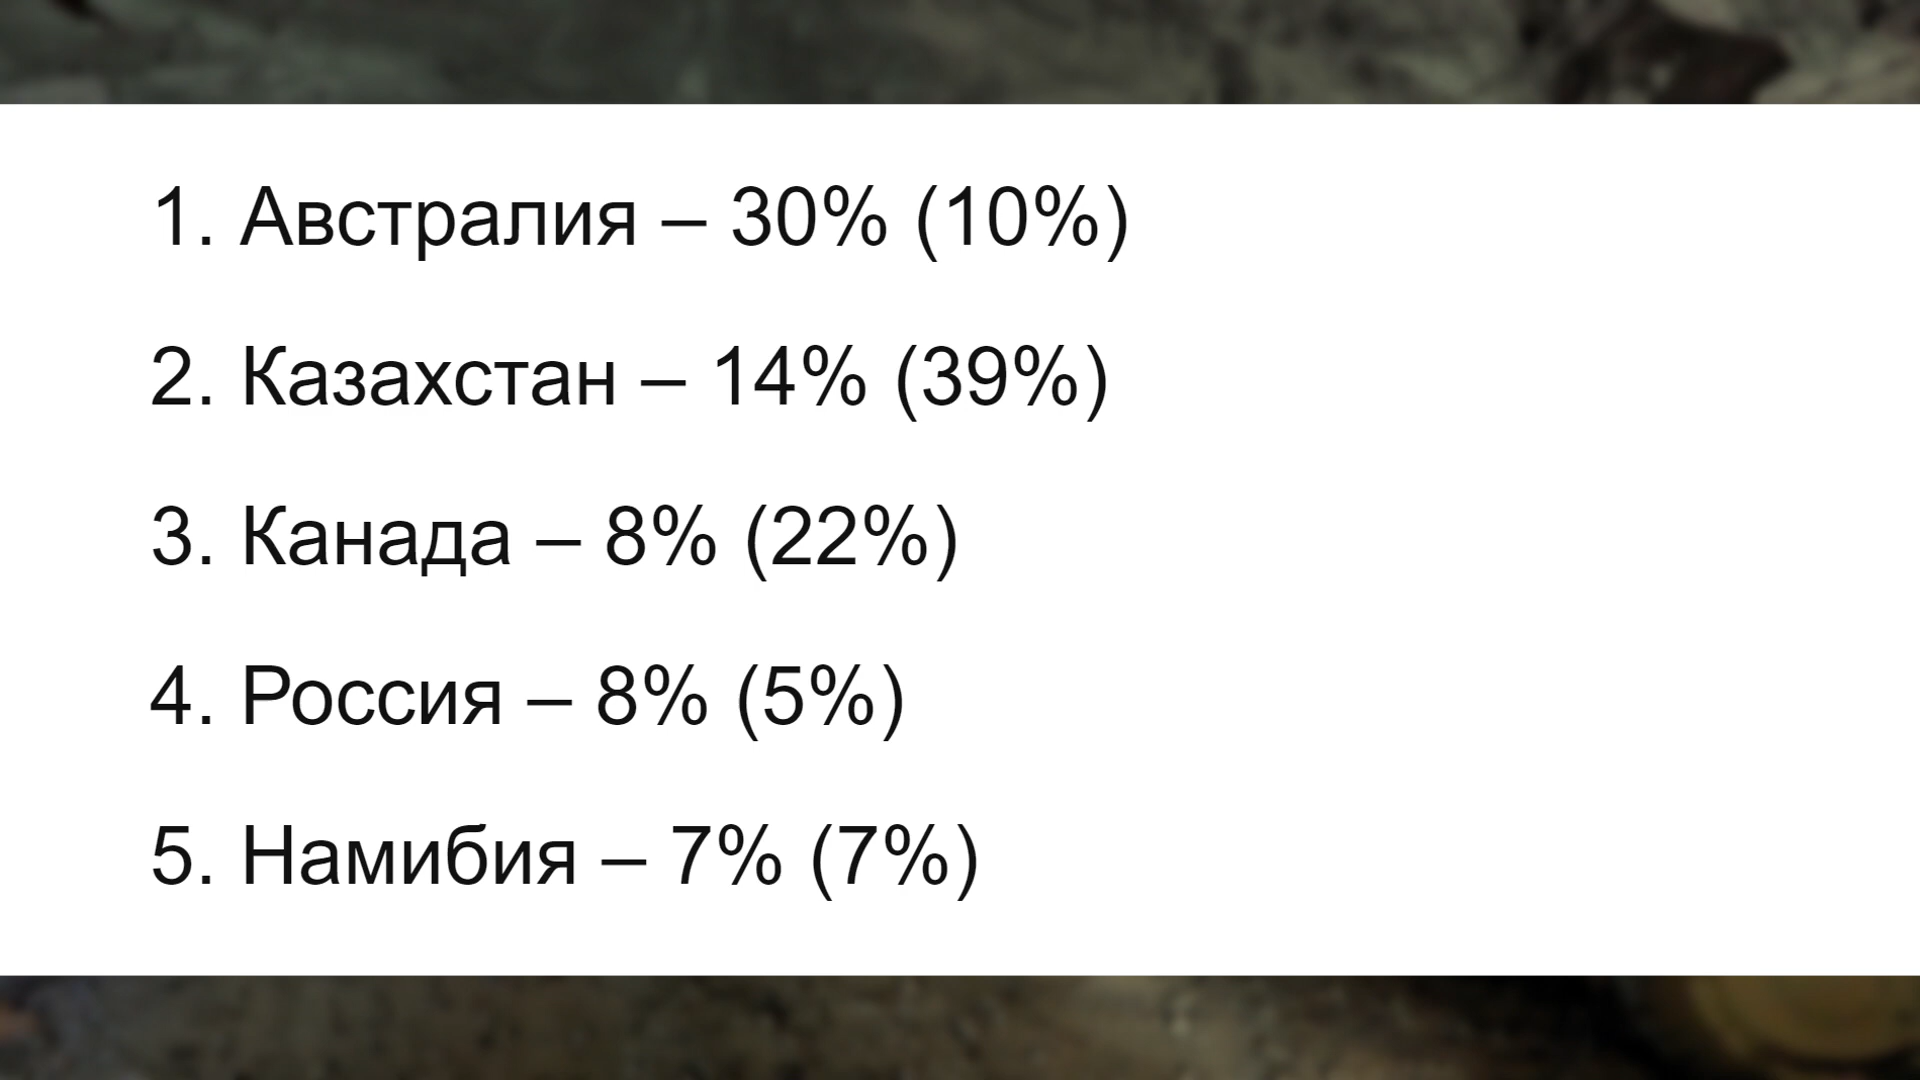 1. Австралия – 30% (10%)
2. Казахстан – 14% (39%)
3. Канада – 8% (22%)
4. Россия – 8% (5%)
5. Намибия – 7% (7%)